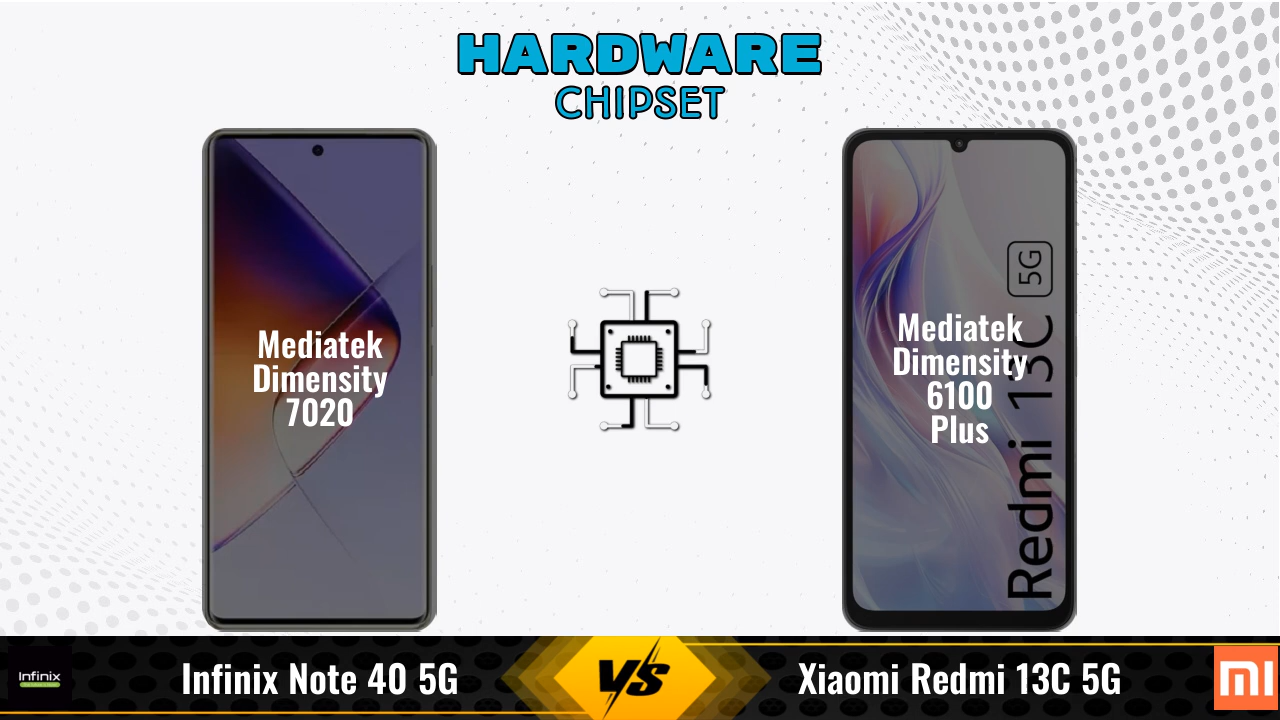 HARDWARE
CHIPSET
Mediatek
Dimensity
7020
Mediatek
Dimensity
6100
Plus
Redmi 13C 5G
Infinix
Infinix Note 40 5G
VS
Xiaomi Redmi 13C 5G
MI